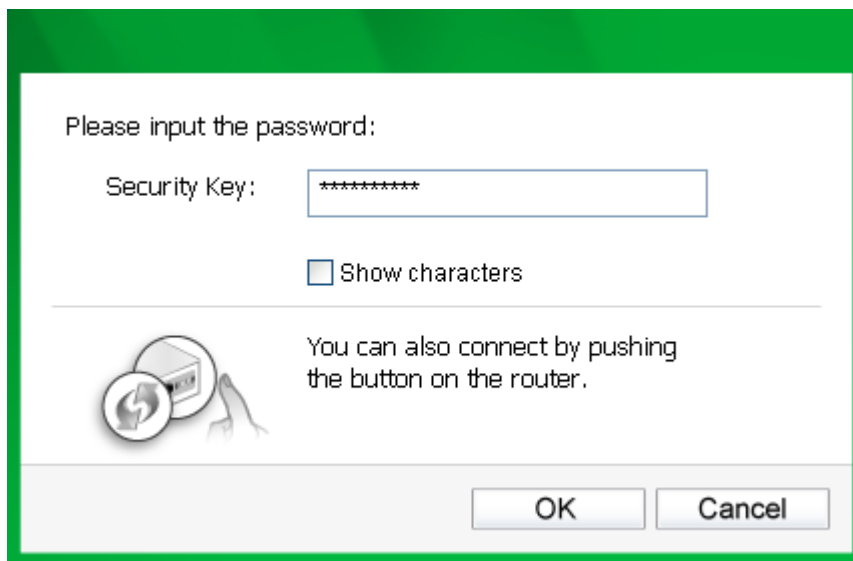 Please input the password:
Security Key: **********
Show characters
You can also connect by pushing
the button on the router.
OK Cancel